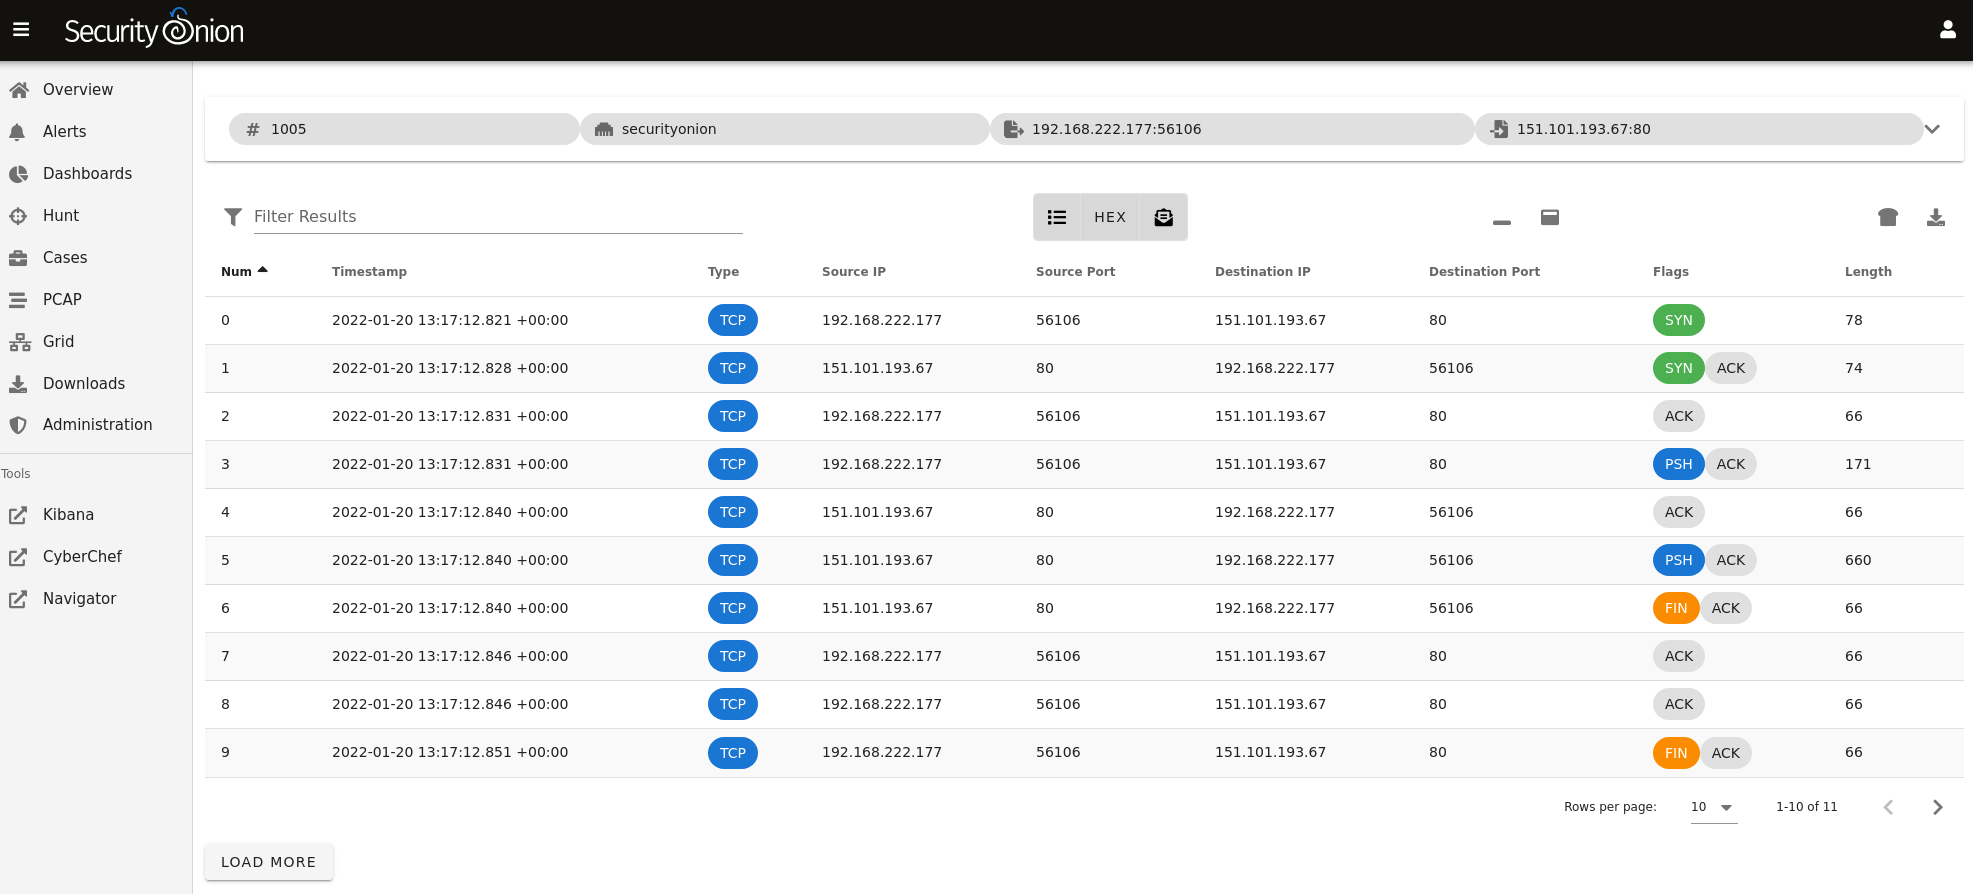 Security Onion
Overview
Alerts
Dashboards
Hunt
Cases
PCAP
Grid
Downloads
Administration
Tools
Kibana
CyberChef
Navigator
# 1005 securityonion 192.168.222.177:56106 151.101.193.67:80
Filter Results HEX
Num Timestamp Type Source IP Source Port Destination IP Destination Port Flags Length
0 2022-01-20 13:17:12.821 +00:00 TCP 192.168.222.177 56106 151.101.193.67 80 SYN 78
1 2022-01-20 13:17:12.828 +00:00 TCP 151.101.193.67 80 192.168.222.177 56106 SYN ACK 74
2 2022-01-20 13:17:12.831 +00:00 TCP 192.168.222.177 56106 151.101.193.67 80 ACK 66
3 2022-01-20 13:17:12.831 +00:00 TCP 192.168.222.177 56106 151.101.193.67 80 PSH ACK 171
4 2022-01-20 13:17:12.840 +00:00 TCP 151.101.193.67 80 192.168.222.177 56106 ACK 66
5 2022-01-20 13:17:12.840 +00:00 TCP 151.101.193.67 80 192.168.222.177 56106 PSH ACK 660
6 2022-01-20 13:17:12.840 +00:00 TCP 151.101.193.67 80 192.168.222.177 56106 FIN ACK 66
7 2022-01-20 13:17:12.846 +00:00 TCP 192.168.222.177 56106 151.101.193.67 80 ACK 66
8 2022-01-20 13:17:12.846 +00:00 TCP 192.168.222.177 56106 151.101.193.67 80 ACK 66
9 2022-01-20 13:17:12.851 +00:00 TCP 192.168.222.177 56106 151.101.193.67 80 FIN ACK 66
Rows per page: 10 1-10 of 11
LOAD MORE